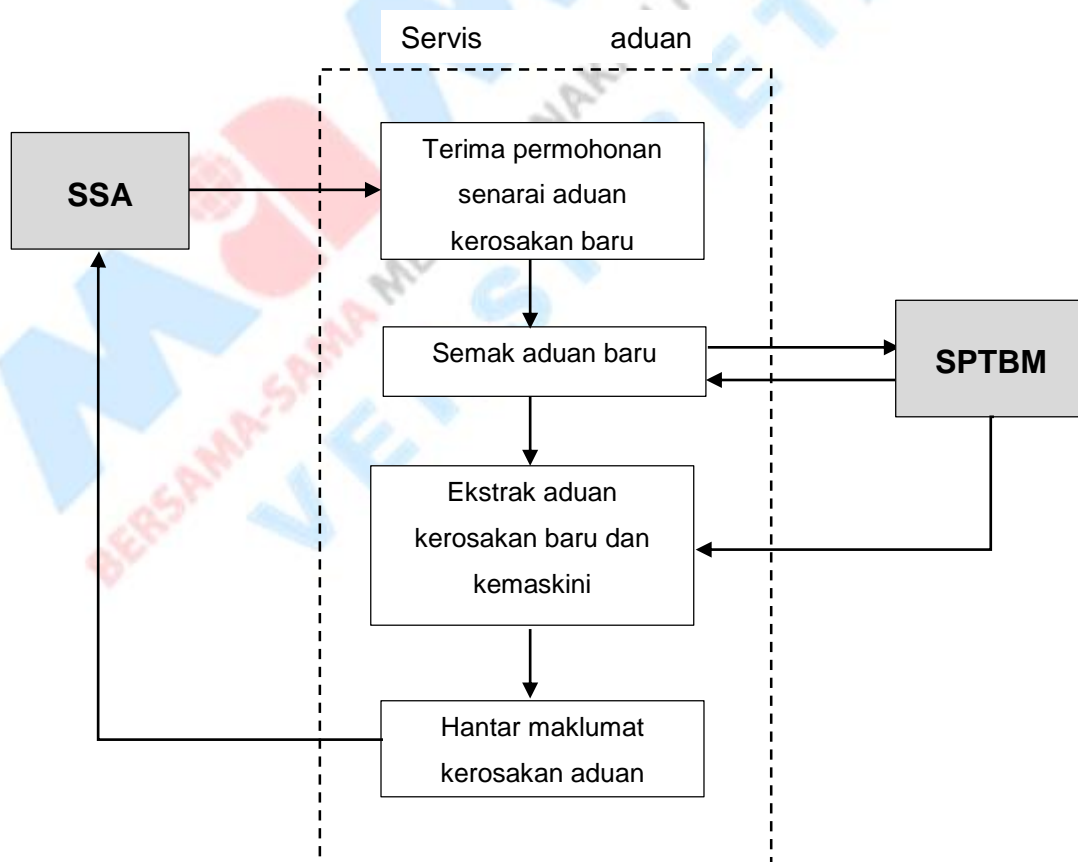 Servis aduan
SSA
Terima permohonan
senarai aduan
kerosakan baru
Semak aduan baru
SPTBM
Ekstrak aduan
kerosakan baru dan
kemaskini
Hantar maklumat
kerosakan aduan
BERSAMA-SAMA